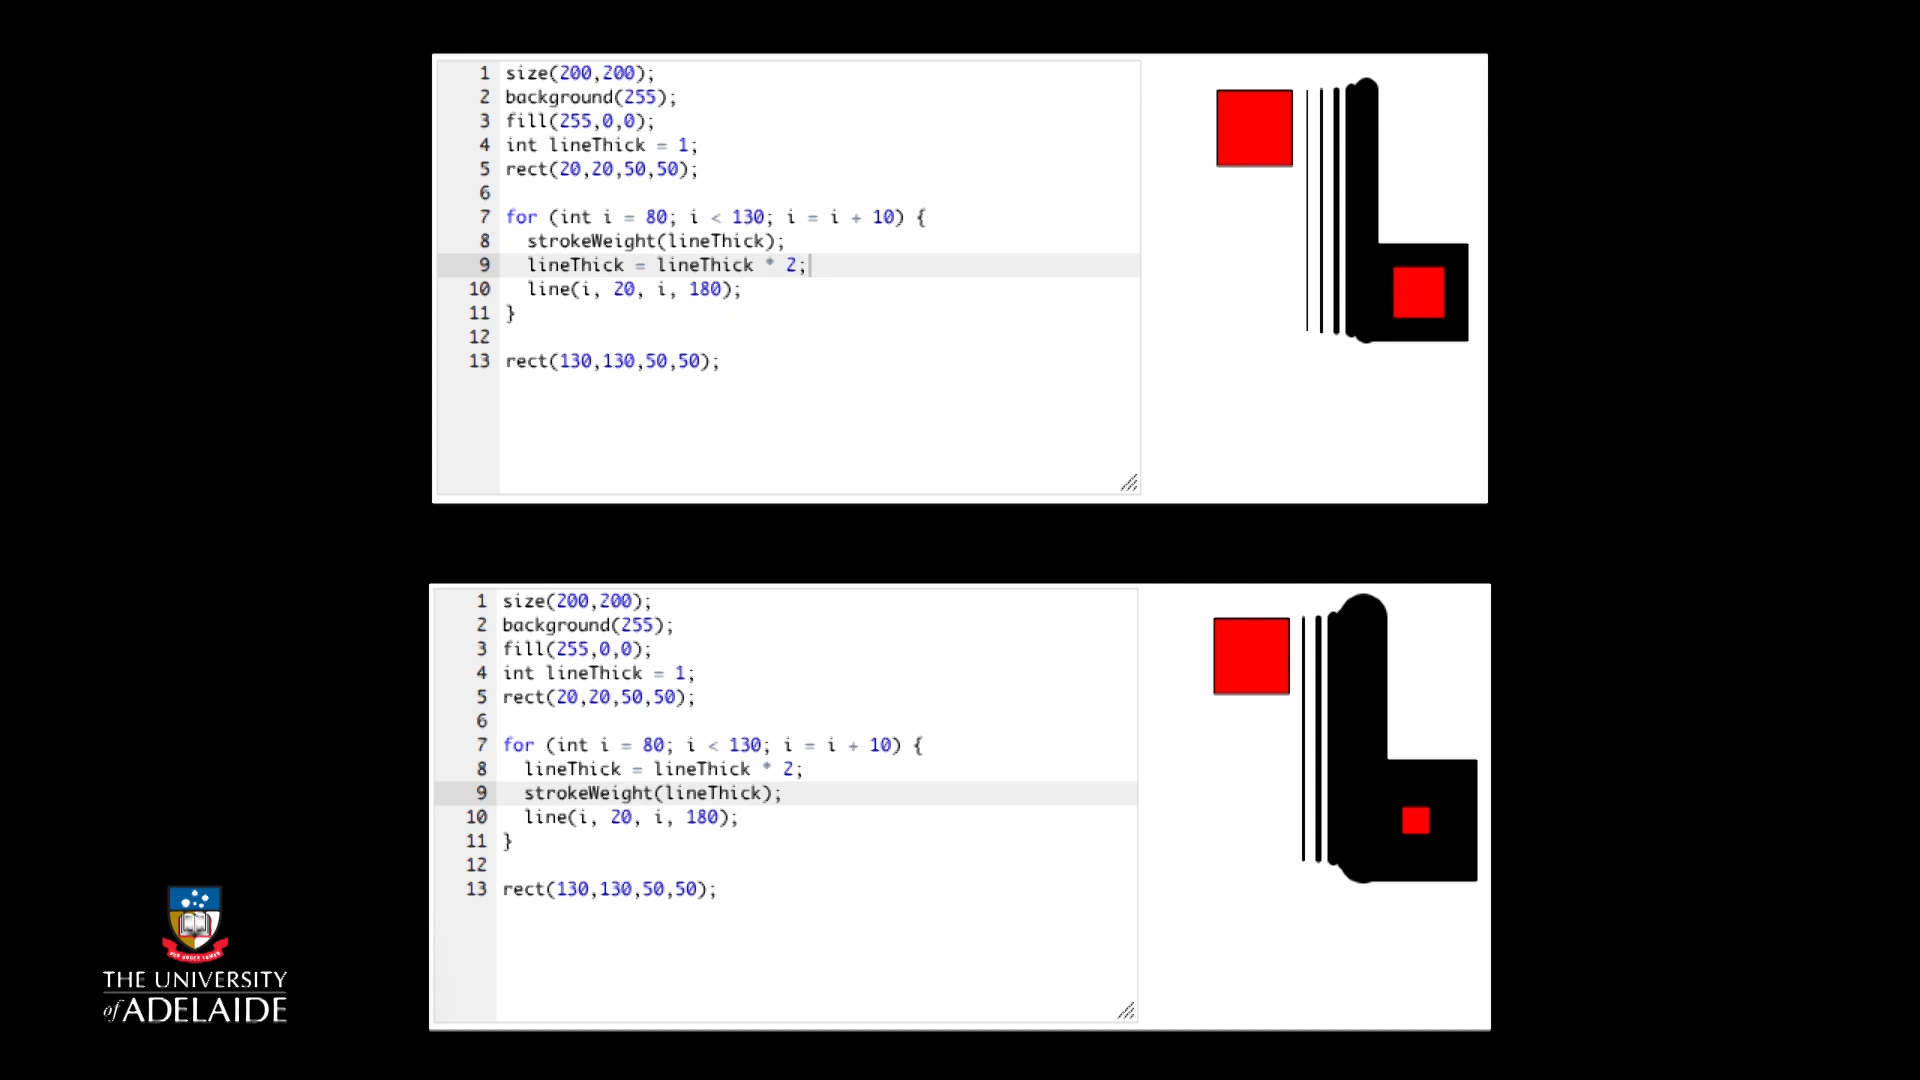 1 size(200,200);
2 background(255);
3 fill(255,0,0);
4 int lineThick = 1;
5 rect(20,20,50,50);
6
7 for (int i = 80; i < 130; i = i + 10) {
8 strokeWeight(lineThick);
9 lineThick = lineThick * 2;
10 line(i, 20, i, 180);
11 }
12
13 rect(130,130,50,50);
1 size(200,200);
2 background(255);
3 fill(255,0,0);
4 int lineThick = 1;
5 rect(20,20,50,50);
6
7 for (int i = 80; i < 130; i = i + 10) {
8 lineThick = lineThick * 2;
9 strokeWeight(lineThick);
10 line(i, 20, i, 180);
11 }
12
13 rect(130,130,50,50);
THE UNIVERSITY
of ADELAIDE